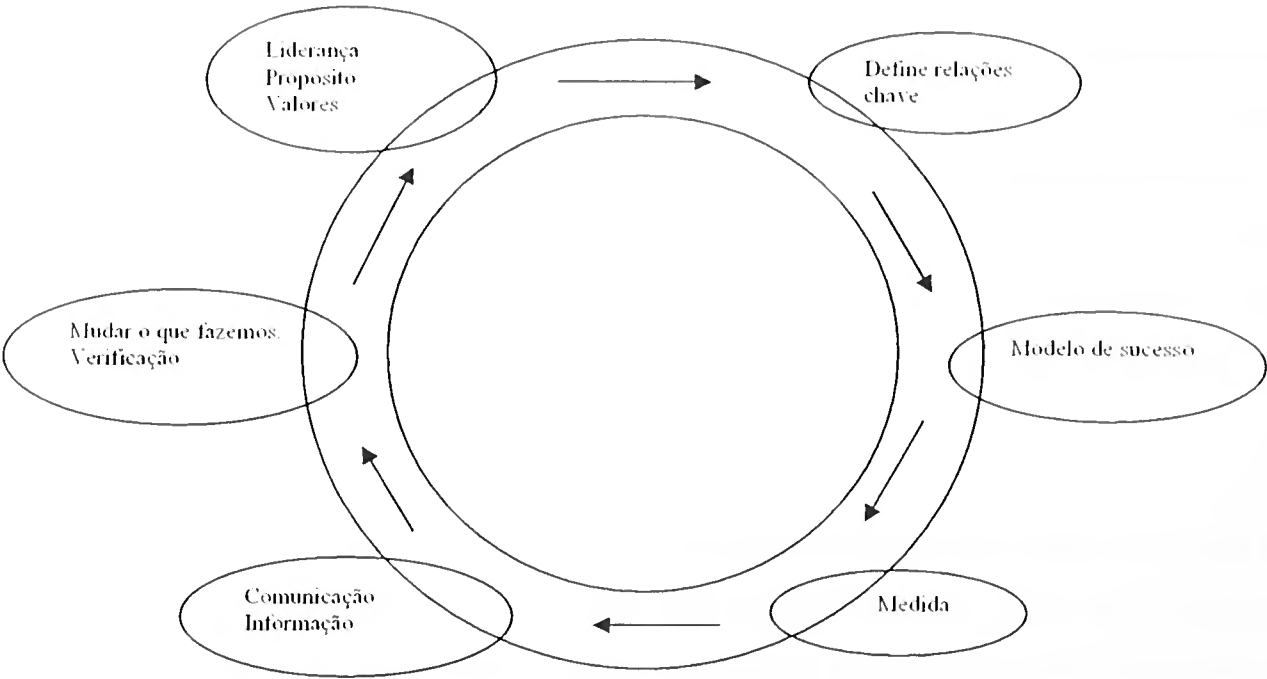 Liderança
Proposito
Valores
Define relações
chave
Mudar o que fazemos.
Verificação
Modelo de sucesso
Comunicação
Informação
Medida